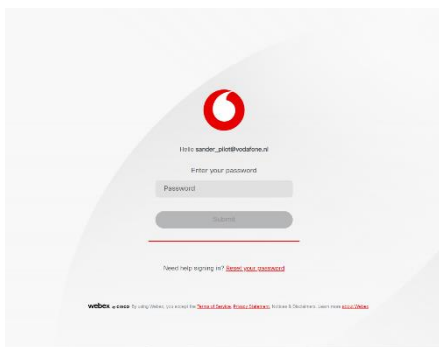 Hello sander_pilot@vodafone.nl
Enter your password
Password
Submit
Need help signing in? Reset your password
webex by CISCO By using Webex, you accept the Terms of Service, Privacy Statement, Notices & Disclaimers. Learn more about Webex